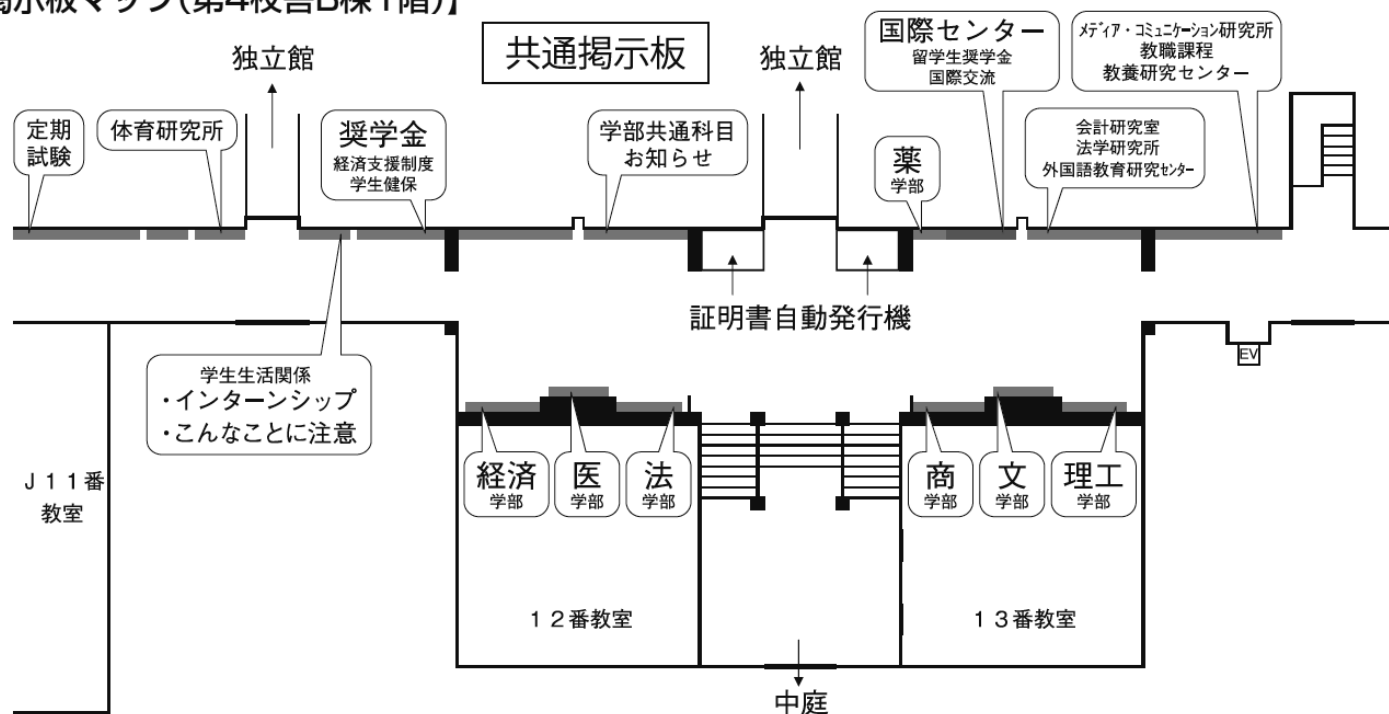 掲示板マップ(第4校舎B棟1階)】
独立館
共通掲示板
独立館
国際センター
留学生奨学金
国際交流
メディア・コミュニケーション研究所
教職課程
教養研究センター
定期
試験
体育研究所
奨学金
経済支援制度
学生健保
学部共通科目
お知らせ
薬
学部
会計研究室
法学研究所
外国語教育研究センター
証明書自動発行機
EV
学生生活関係
・インターンシップ
・こんなことに注意
J11番
教室
経済
学部
医
学部
法
学部
商
学部
文
学部
理工
学部
12番教室
13番教室
中庭